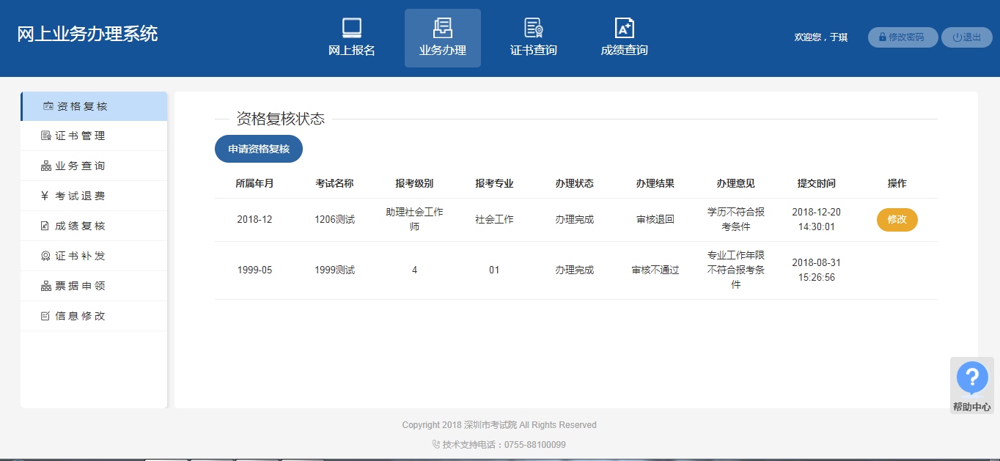 网上业务办理系统
网上报名
业务办理
证书查询
成绩查询
欢迎您，于琪
修改密码
退出
资格复核
证书管理
业务查询
考试退费
成绩复核
证书补发
票据申领
信息修改
资格复核状态
申请资格复核
所属年月 考试名称 报考级别 报考专业 办理状态 办理结果 办理意见 提交时间 操作
2018-12 1206测试 助理社会工作师 社会工作 办理完成 审核退回 学历不符合报考条件 2018-12-20 14:30:01 修改
1999-05 1999测试 4 01 办理完成 审核不通过 专业工作年限不符合报考条件 2018-08-31 15:26:56
帮助中心
Copyright 2018 深圳市考试院 All Rights Reserved
技术支持电话：0755-88100099